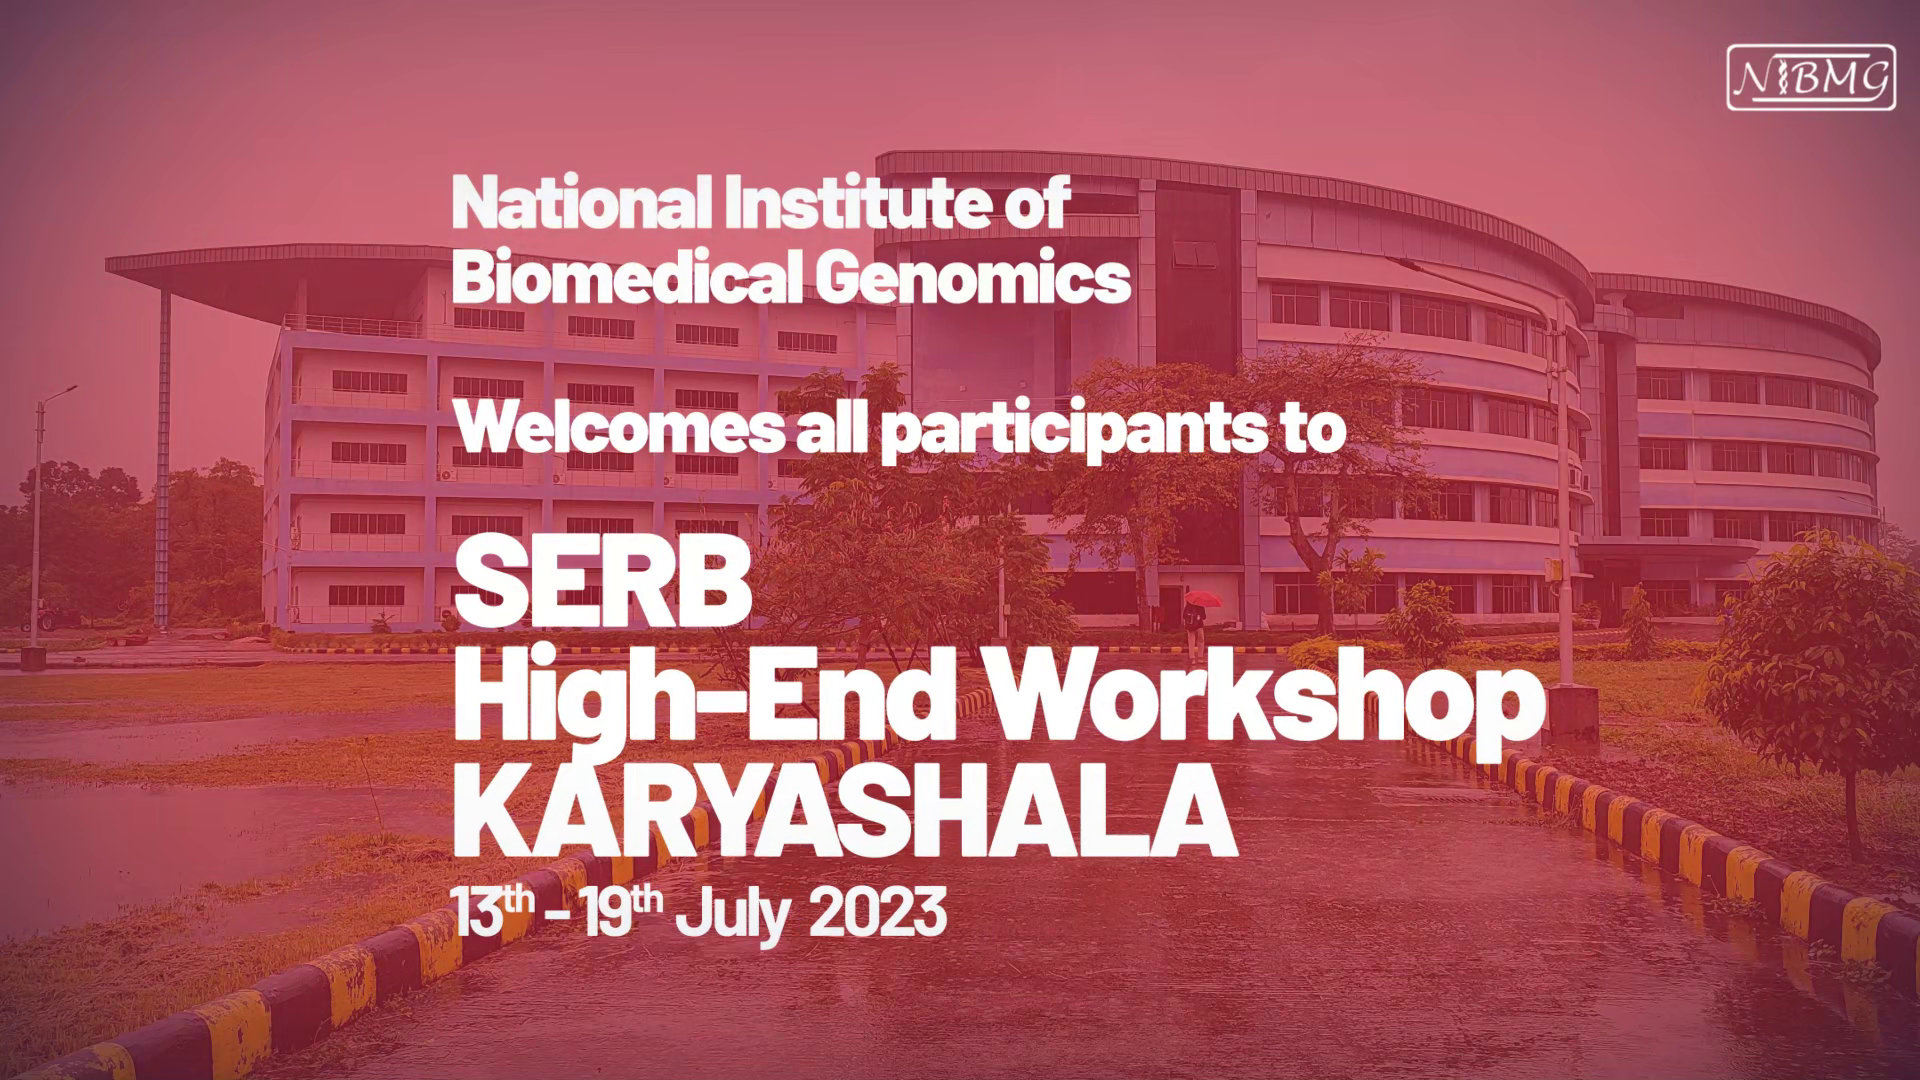 NIBMG
National Institute of
Biomedical Genomics
Welcomes all participants to
SERB
High-End Workshop
KARYASHALA
13th - 19th July 2023